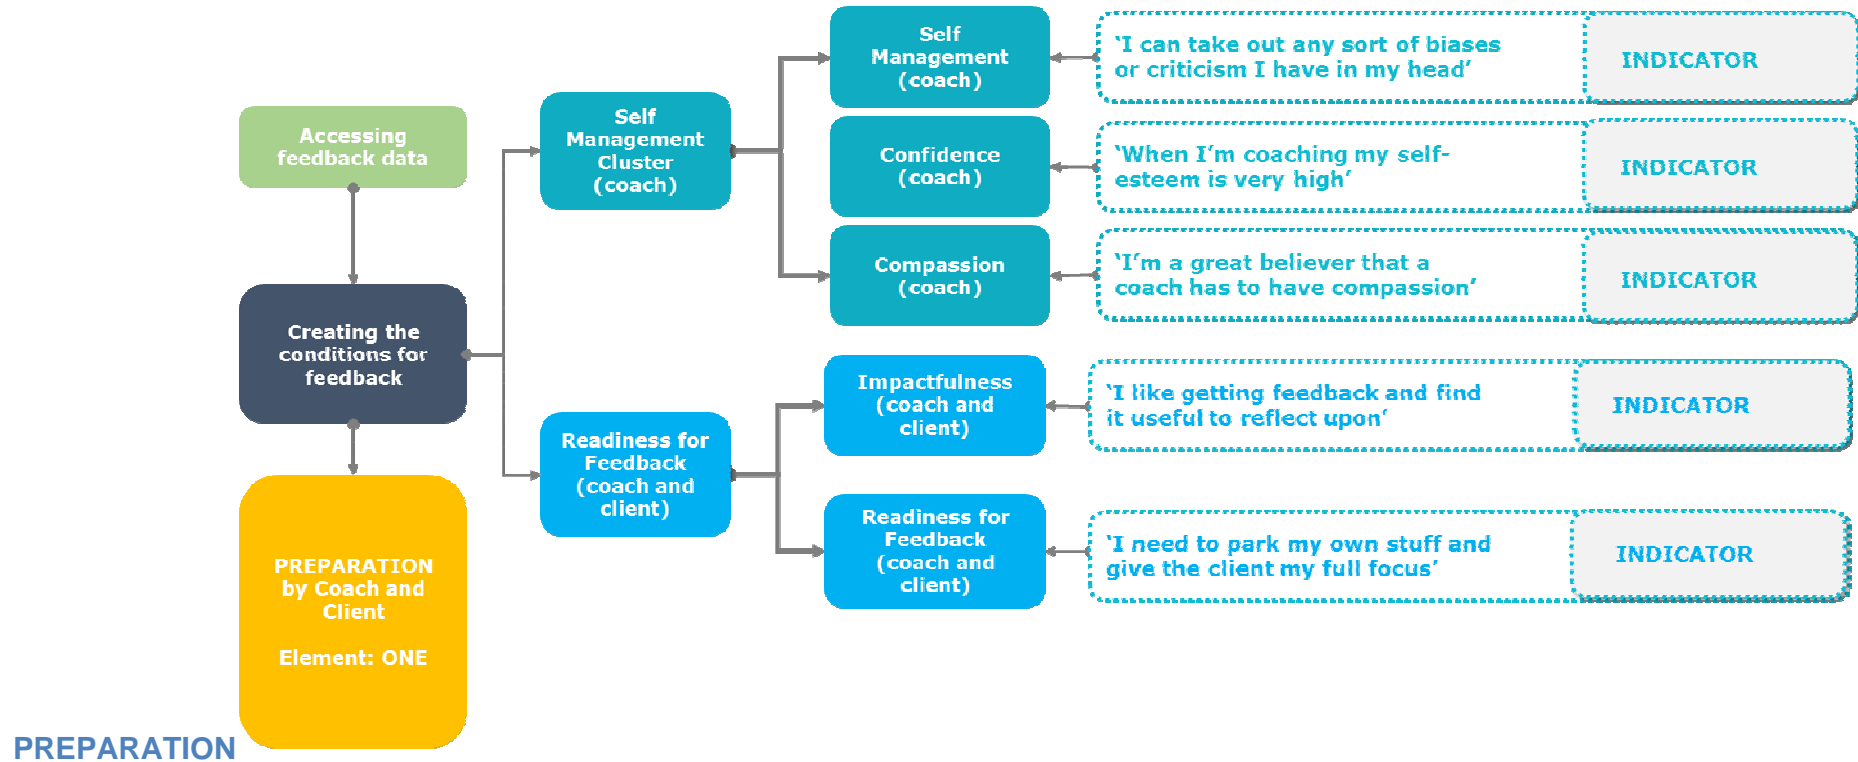 Accessing
feedback data
Creating the
conditions for
feedback
PREPARATION
by Coach and
Client
Element: ONE
PREPARATION
Self
Management
Cluster
(coach)
Readiness for
Feedback
(coach and
client)
Self
Management
(coach)
‘I can take out any sort of biases
or criticism I have in my head’
INDICATOR
Confidence
(coach)
‘When I’m coaching my self-
esteem is very high’
INDICATOR
Compassion
(coach)
‘I’m a great believer that a
coach has to have compassion’
INDICATOR
Impactfulness
(coach and
client)
‘I like getting feedback and find
it useful to reflect upon’
INDICATOR
Readiness for
Feedback
(coach and
client)
‘I need to park my own stuff and
give the client my full focus’
INDICATOR